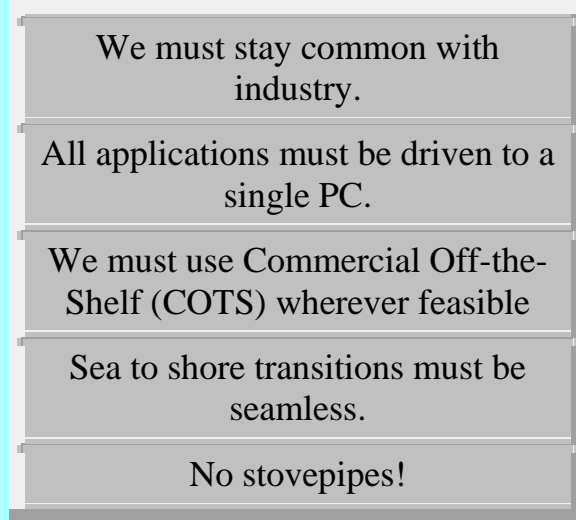 We must stay common with
industry.
All applications must be driven to a
single PC.
We must use Commercial Off-the-
Shelf (COTS) wherever feasible
Sea to shore transitions must be
seamless.
No stovepipes!